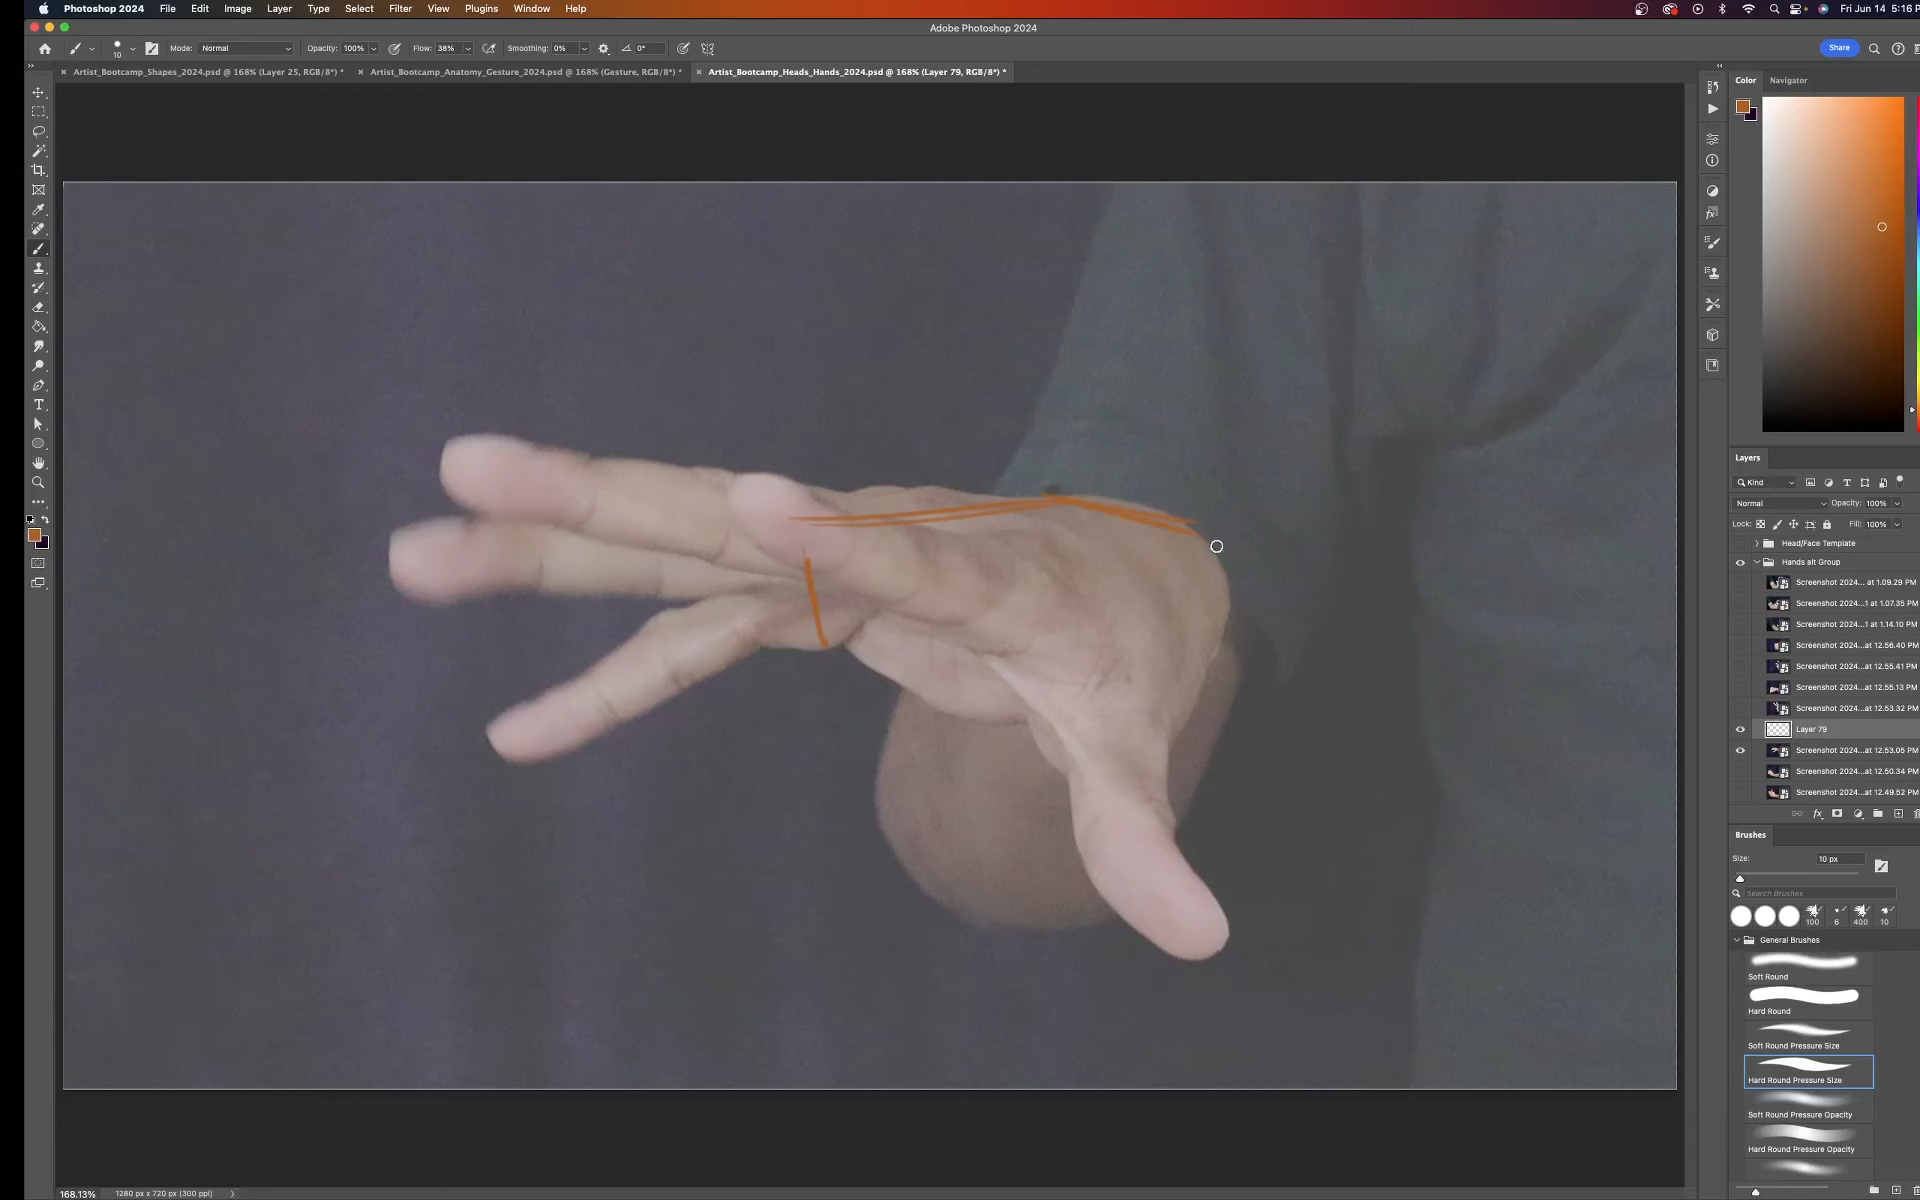 Photoshop 2024 File Edit Image Layer Type Select Filter View Plugins Window Help Fri Jun 14 5:16 P
Adobe Photoshop 2024
10 Mode: Normal Opacity: 100% Flow: 38% Smoothing: 0% 0° Share
Artist_Bootcamp_Shapes_2024.psd @ 168% (Layer 25, RGB/8*) * Artist_Bootcamp_Anatomy_Gesture_2024.psd @ 168% (Gesture, RGB/8*) * Artist_Bootcamp_Heads_Hands_2024.psd @ 168% (Layer 79, RGB/8*) *
Color Navigator
Layers
Kind
Normal Opacity: 100%
Lock: Fill: 100%
Head/Face Template
Hands alt Group
Screenshot 2024... at 1.09.29 PM
Screenshot 2024...1 at 1.07.35 PM
Screenshot 2024...1 at 1.14.10 PM
Screenshot 2024...at 12.56.40 PM
Screenshot 2024...at 12.55.41 PM
Screenshot 2024...at 12.55.13 PM
Screenshot 2024...at 12.53.32 PM
Layer 79
Screenshot 2024...at 12.53.05 PM
Screenshot 2024...at 12.50.34 PM
Screenshot 2024...at 12.49.52 PM
Brushes
Size: 10 px
Search Brushes
100 6 400 10
General Brushes
Soft Round
Hard Round
Soft Round Pressure Size
Hard Round Pressure Size
Soft Round Pressure Opacity
Hard Round Pressure Opacity
168.13% 1280 px x 720 px (300 ppi)